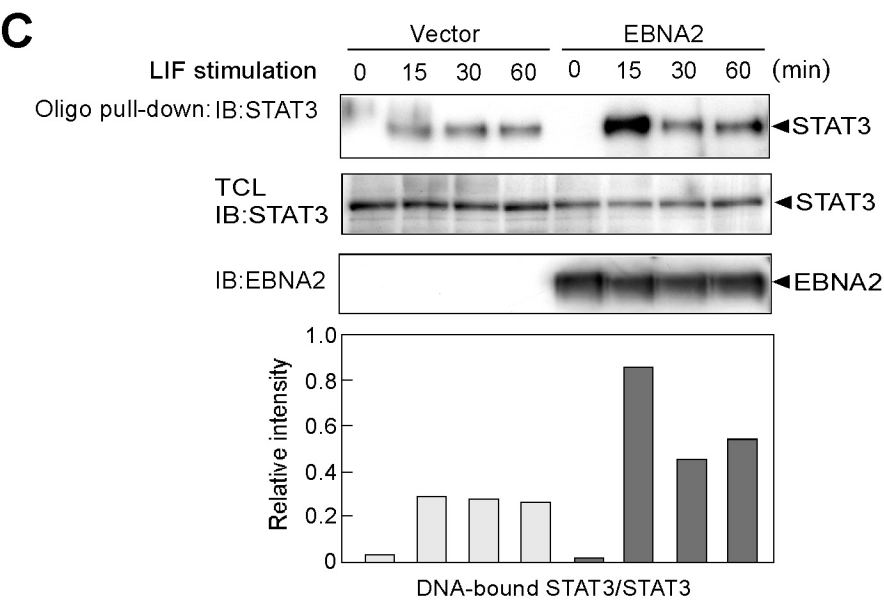 C
Vector EBNA2
LIF stimulation 0 15 30 60 0 15 30 60 (min)
Oligo pull-down: IB:STAT3 ◄STAT3
TCL
IB:STAT3 ◄STAT3
IB:EBNA2 ◄EBNA2
1.0
0.8
0.6
0.4
0.2
0
Relative intensity
DNA-bound STAT3/STAT3